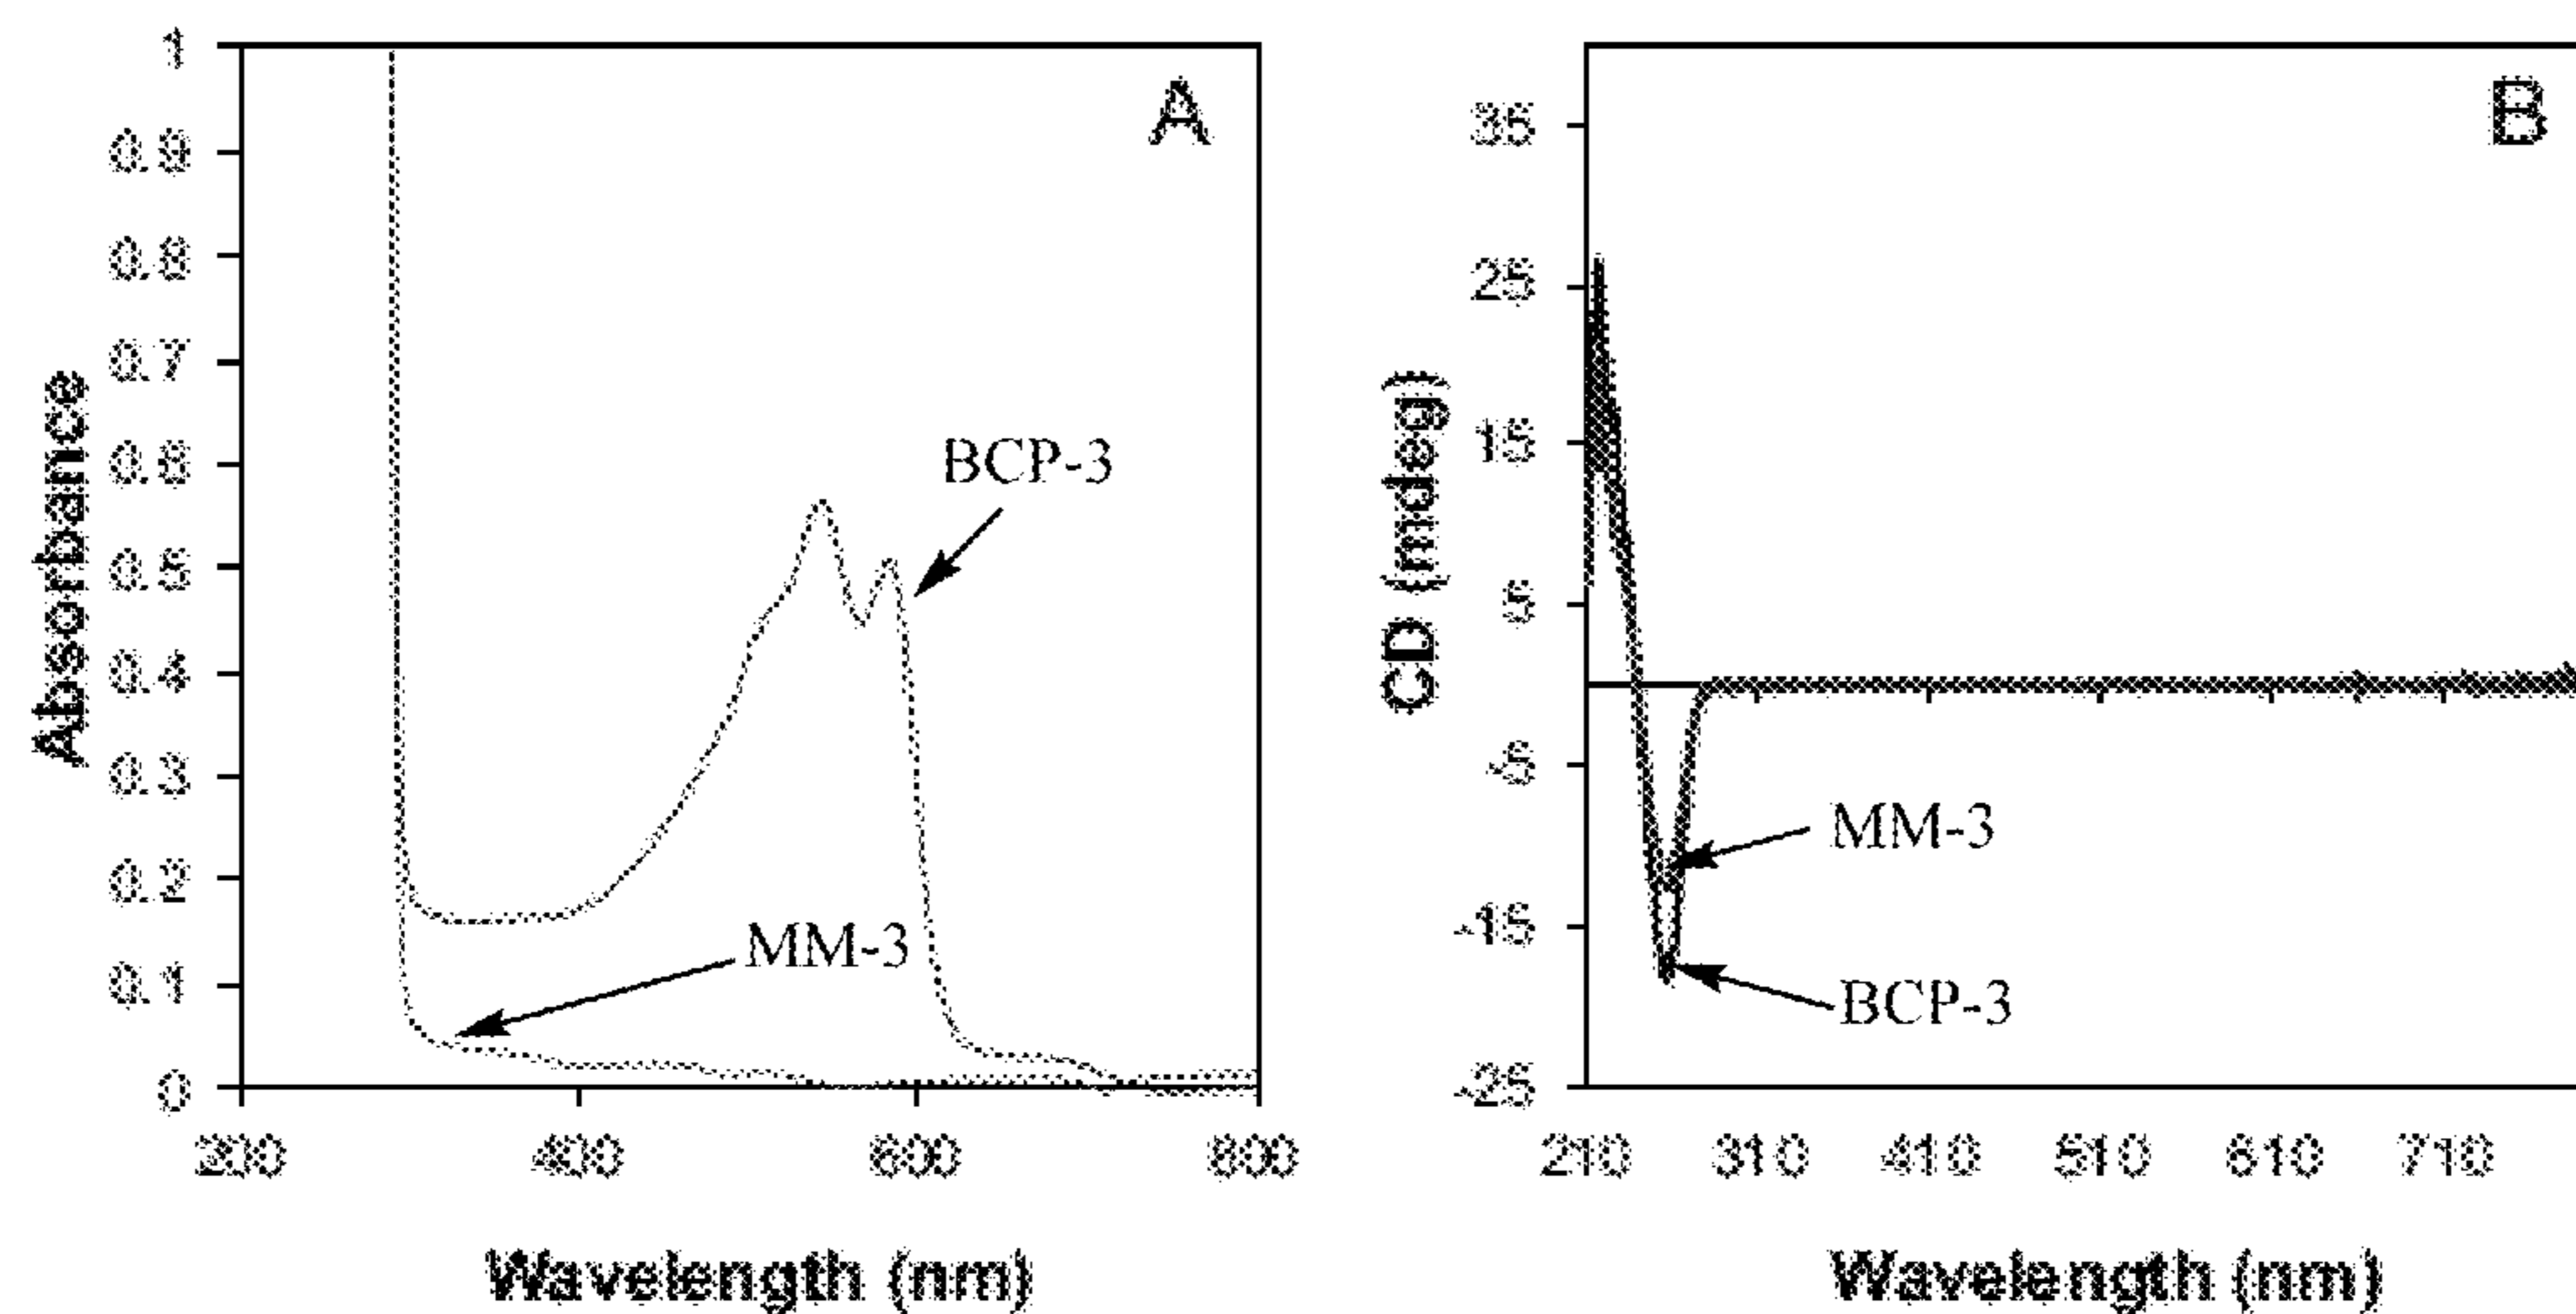 A
1
0.9
0.8
0.7
0.6
0.5
0.4
0.3
0.2
0.1
0
Absorbance
BCP-3
MM-3
200 400 600 800
Wavelength (nm)
B
35
25
15
5
-5
-15
-25
CD (mdeg)
MM-3
BCP-3
210 310 410 510 610 710
Wavelength (nm)